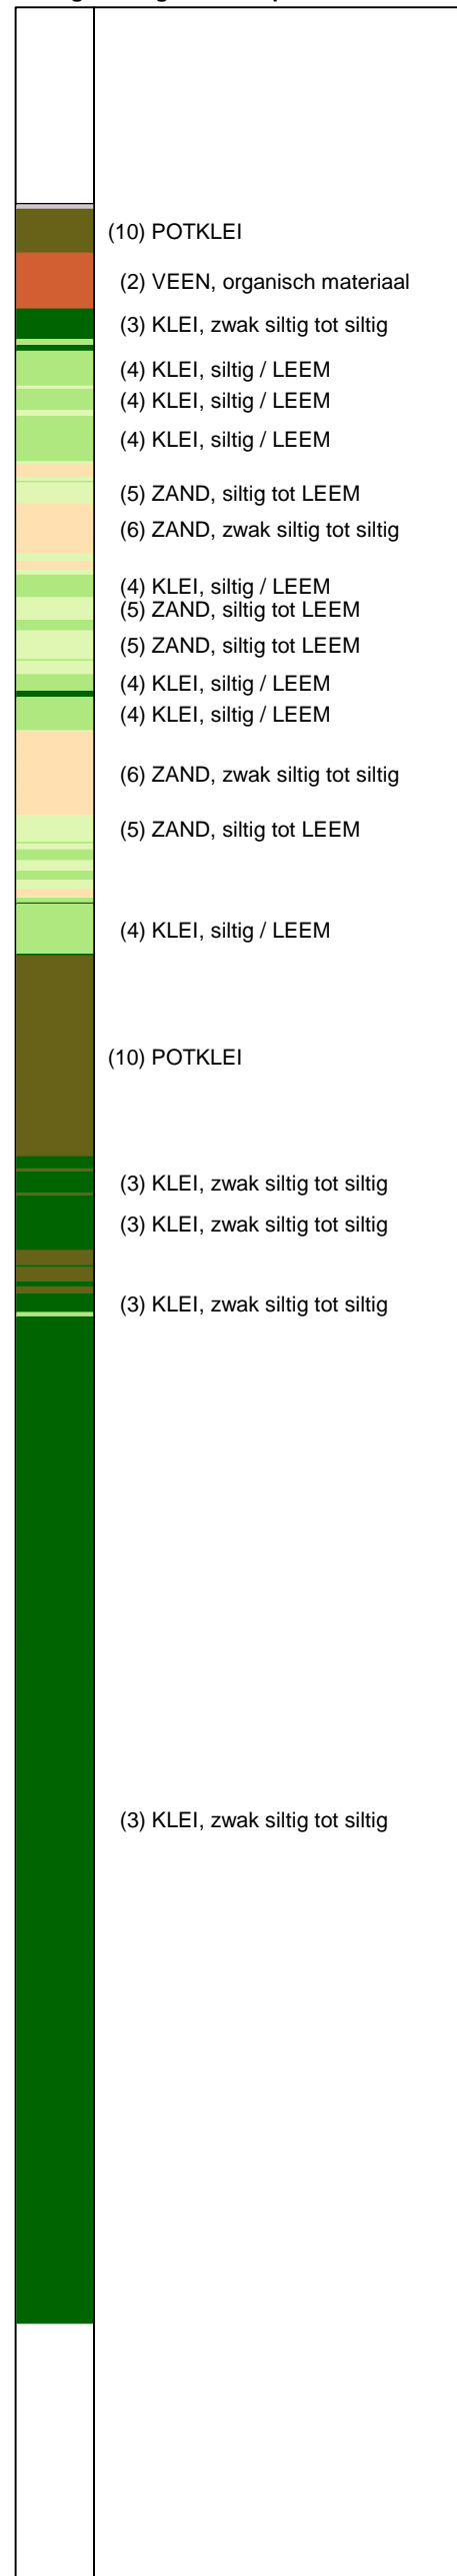 (10) POTKLEI
(2) VEEN, organisch materiaal
(3) KLEI, zwak siltig tot siltig
(4) KLEI, siltig / LEEM
(4) KLEI, siltig / LEEM
(4) KLEI, siltig / LEEM
(5) ZAND, siltig tot LEEM
(6) ZAND, zwak siltig tot siltig
(4) KLEI, siltig / LEEM
(5) ZAND, siltig tot LEEM
(5) ZAND, siltig tot LEEM
(4) KLEI, siltig / LEEM
(4) KLEI, siltig / LEEM
(6) ZAND, zwak siltig tot siltig
(5) ZAND, siltig tot LEEM
(4) KLEI, siltig / LEEM
(10) POTKLEI
(3) KLEI, zwak siltig tot siltig
(3) KLEI, zwak siltig tot siltig
(3) KLEI, zwak siltig tot siltig
(3) KLEI, zwak siltig tot siltig